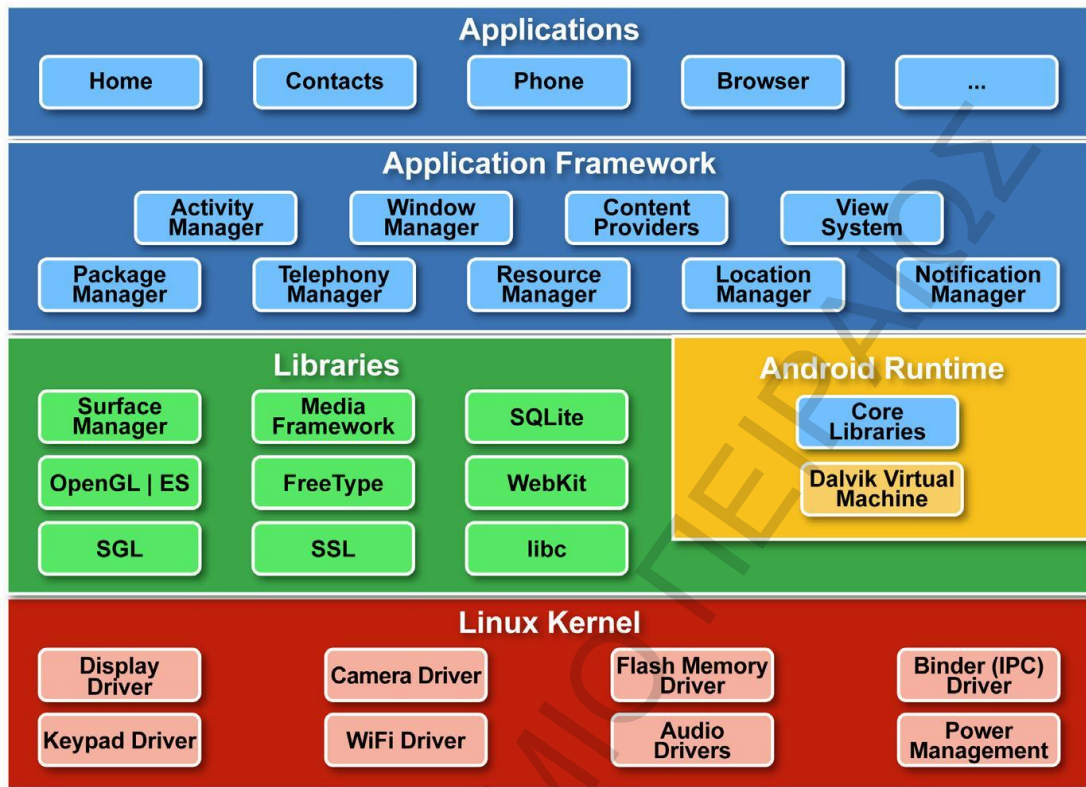 Applications
Home
Contacts
Phone
Browser
...
Application Framework
Activity
Manager
Window
Manager
Content
Providers
View
System
Package
Manager
Telephony
Manager
Resource
Manager
Location
Manager
Notification
Manager
Libraries
Surface
Manager
Media
Framework
SQLite
OpenGL | ES
FreeType
WebKit
SGL
SSL
libc
Android Runtime
Core
Libraries
Dalvik Virtual
Machine
Linux Kernel
Display
Driver
Camera Driver
Flash Memory
Driver
Binder (IPC)
Driver
Keypad Driver
WiFi Driver
Audio
Drivers
Power
Management
ΠΕΙΡΑΙΩΣ